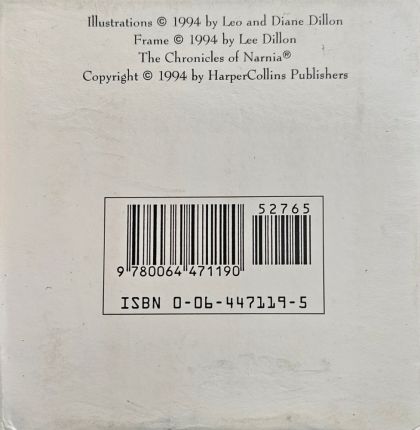 Illustrations © 1994 by Leo and Diane Dillon
Frame © 1994 by Lee Dillon
The Chronicles of Narnia®
Copyright © 1994 by HarperCollins Publishers
52765
9 780064 471190
ISBN 0-06-447119-5